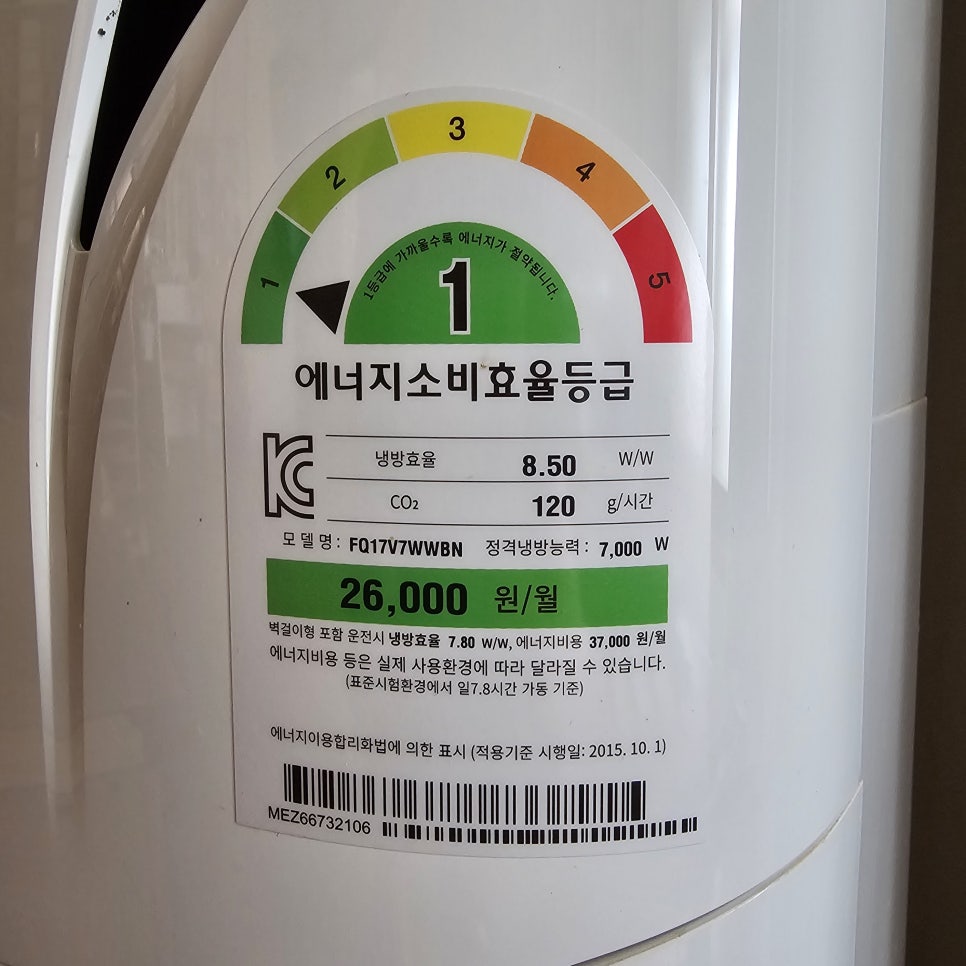 1 2 3 4 5
1등급에 가까울수록 에너지가 절약됩니다.
1
에너지소비효율등급
KC
냉방효율 8.50 W/W
CO₂ 120 g/시간
모델명: FQ17V7WWBN 정격냉방능력: 7,000 W
26,000 원/월
벽걸이형 포함 운전시 냉방효율 7.80 W/W, 에너지비용 37,000 원/월
에너지비용 등은 실제 사용환경에 따라 달라질 수 있습니다.
(표준시험환경에서 일7.8시간 가동 기준)
에너지이용합리화법에 의한 표시 (적용기준 시행일: 2015. 10. 1)
MEZ66732106